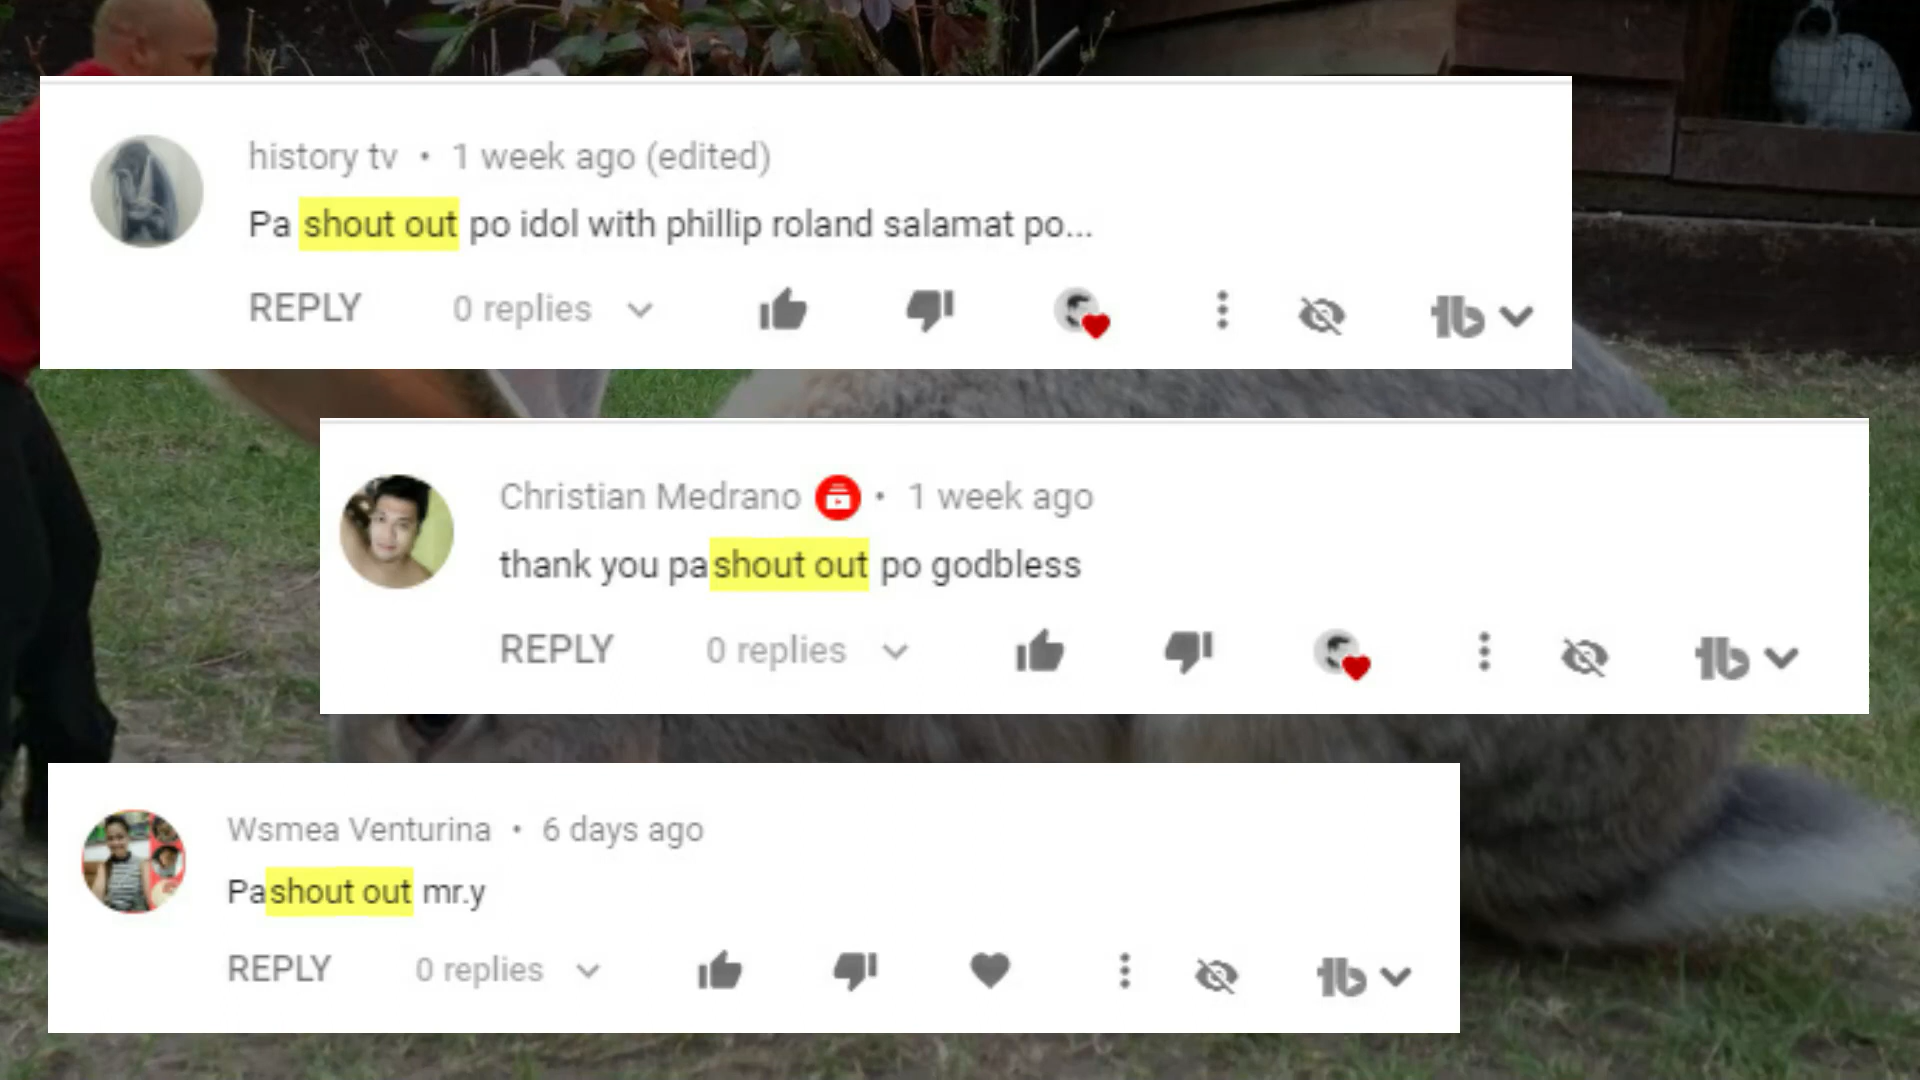 history tv • 1 week ago (edited)
Pa shout out po idol with phillip roland salamat po...
REPLY 0 replies
Christian Medrano • 1 week ago
thank you pa shout out po godbless
REPLY 0 replies
Wsmea Venturina • 6 days ago
Pa shout out mr.y
REPLY 0 replies